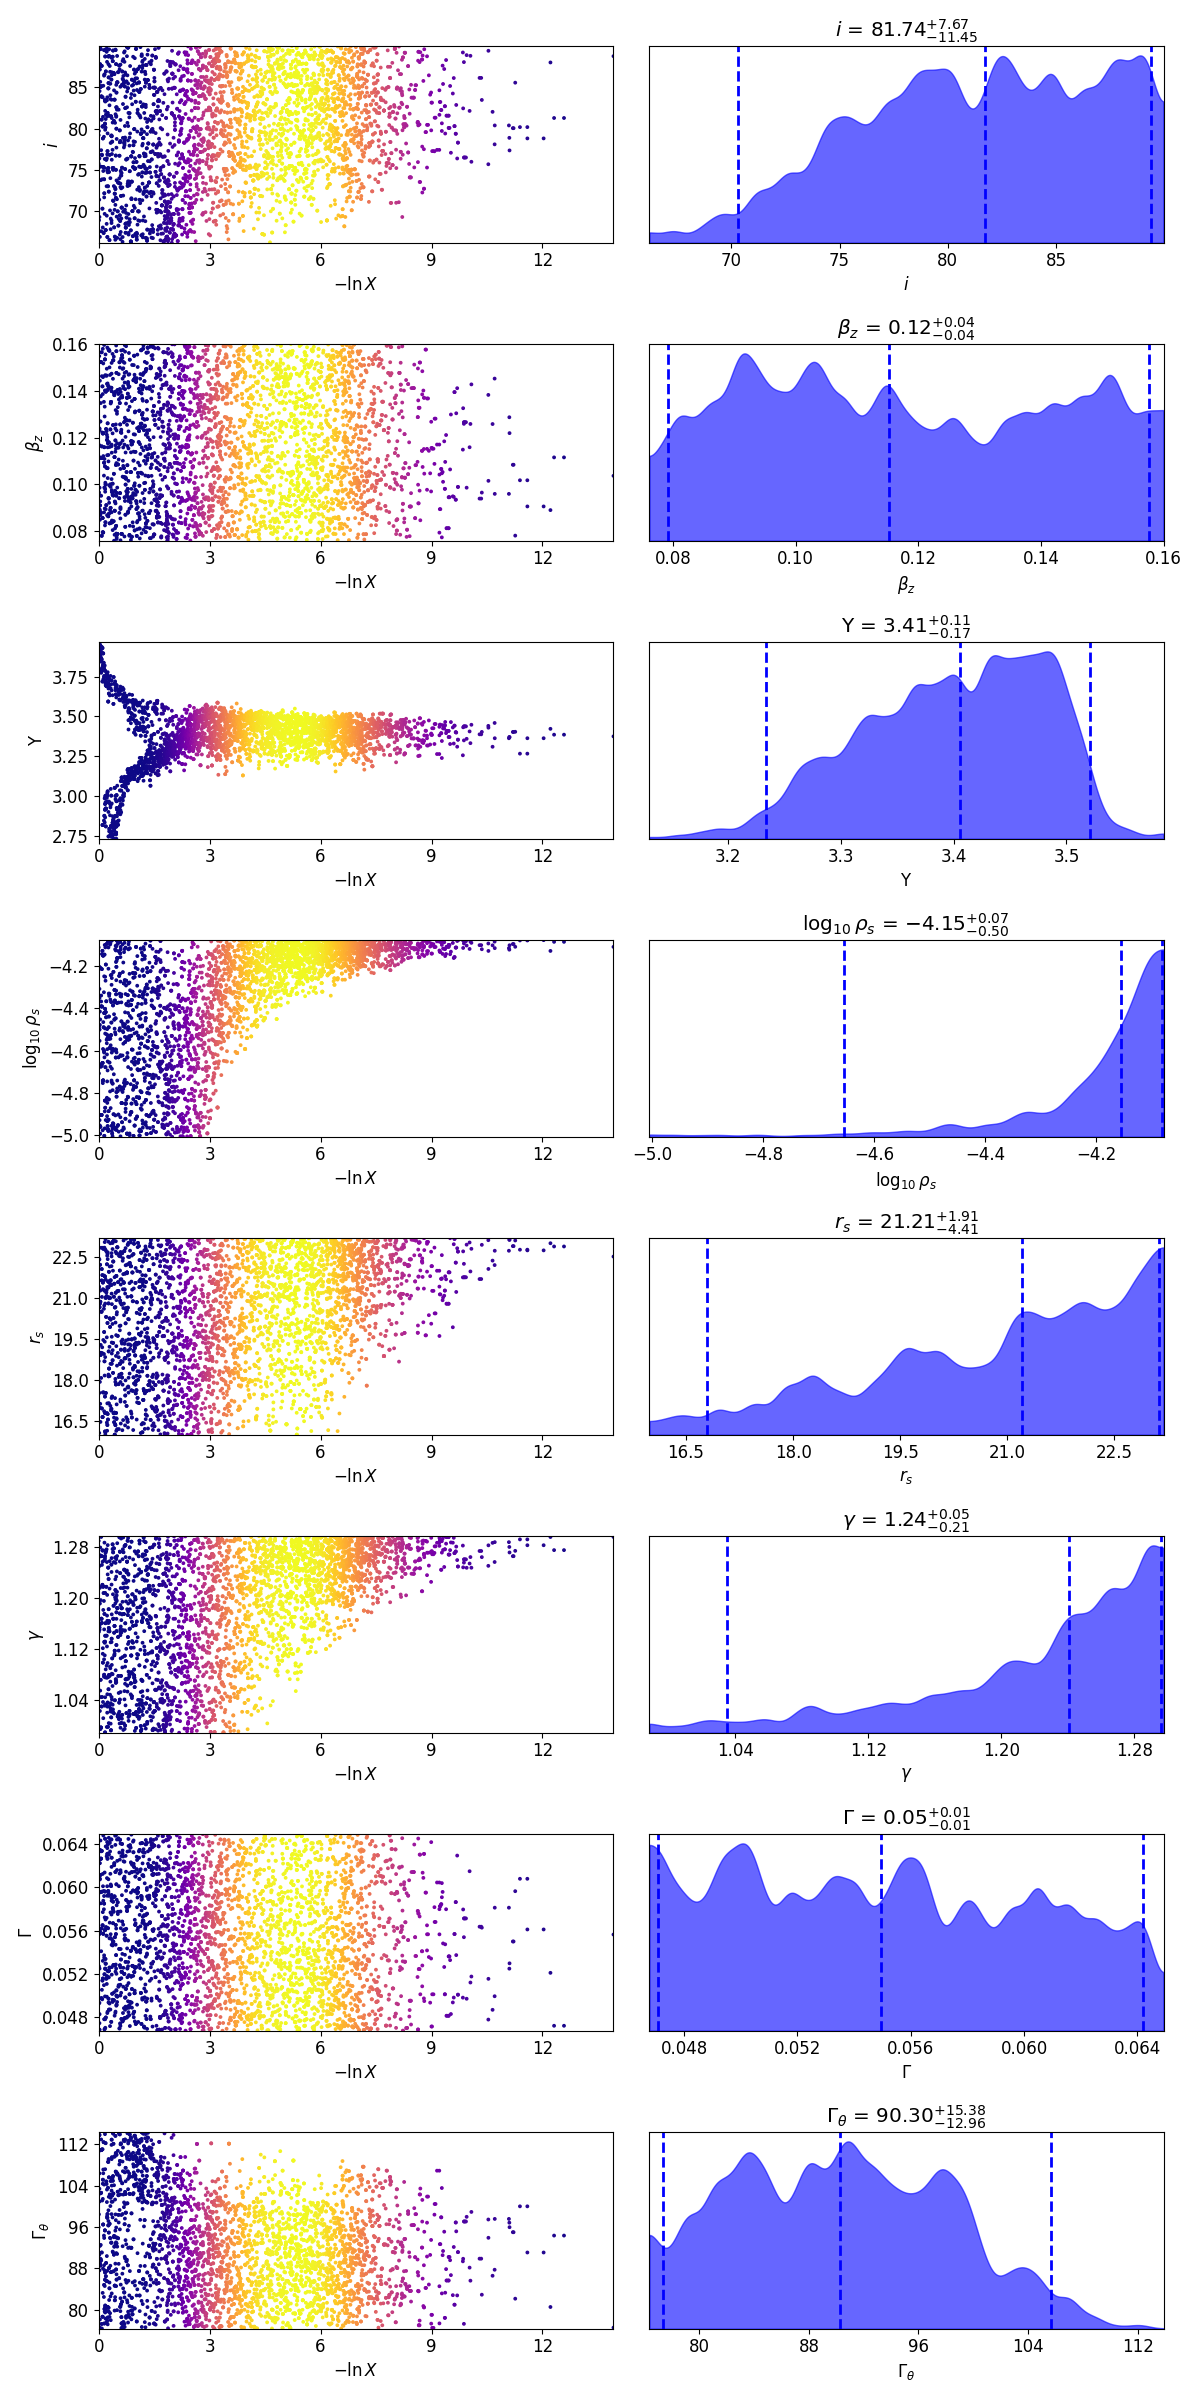 i = 81.74 +7.67 −11.45
85
80
75
70
i
0 3 6 9 12
−ln X
70 75 80 85
i
β_z = 0.12 +0.04 −0.04
0.16
0.14
0.12
0.10
0.08
β_z
0 3 6 9 12
−ln X
0.08 0.10 0.12 0.14 0.16
β_z
Υ = 3.41 +0.11 −0.17
3.75
3.50
3.25
3.00
2.75
Υ
0 3 6 9 12
−ln X
3.2 3.3 3.4 3.5
Υ
log₁₀ ρ_s = −4.15 +0.07 −0.50
−4.2
−4.4
−4.6
−4.8
−5.0
log₁₀ ρ_s
0 3 6 9 12
−ln X
−5.0 −4.8 −4.6 −4.4 −4.2
log₁₀ ρ_s
r_s = 21.21 +1.91 −4.41
22.5
21.0
19.5
18.0
16.5
r_s
0 3 6 9 12
−ln X
16.5 18.0 19.5 21.0 22.5
r_s
γ = 1.24 +0.05 −0.21
1.28
1.20
1.12
1.04
γ
0 3 6 9 12
−ln X
1.04 1.12 1.20 1.28
γ
Γ = 0.05 +0.01 −0.01
0.064
0.060
0.056
0.052
0.048
Γ
0 3 6 9 12
−ln X
0.048 0.052 0.056 0.060 0.064
Γ
Γ_θ = 90.30 +15.38 −12.96
112
104
96
88
80
Γ_θ
0 3 6 9 12
−ln X
80 88 96 104 112
Γ_θ